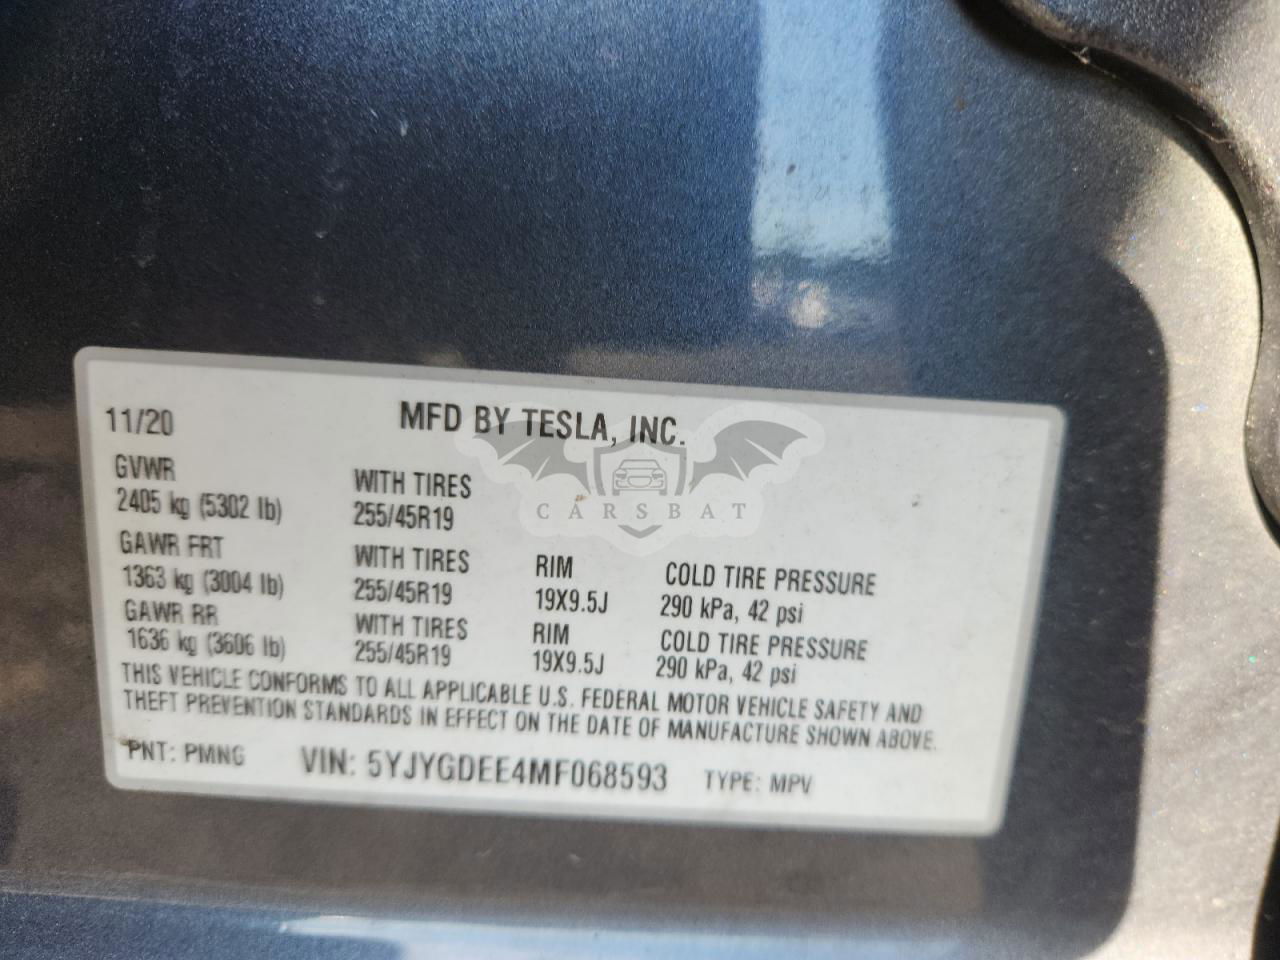 11/20 MFD BY TESLA, INC.
GVWR WITH TIRES
2405 kg (5302 lb) 255/45R19
CARSBAT
GAWR FRT WITH TIRES RIM COLD TIRE PRESSURE
1363 kg (3004 lb) 255/45R19 19X9.5J 290 kPa, 42 psi
GAWR RR WITH TIRES RIM COLD TIRE PRESSURE
1636 kg (3606 lb) 255/45R19 19X9.5J 290 kPa, 42 psi
THIS VEHICLE CONFORMS TO ALL APPLICABLE U.S. FEDERAL MOTOR VEHICLE SAFETY AND
THEFT PREVENTION STANDARDS IN EFFECT ON THE DATE OF MANUFACTURE SHOWN ABOVE.
PNT: PMNG VIN: 5YJYGDEE4MF068593 TYPE: MPV